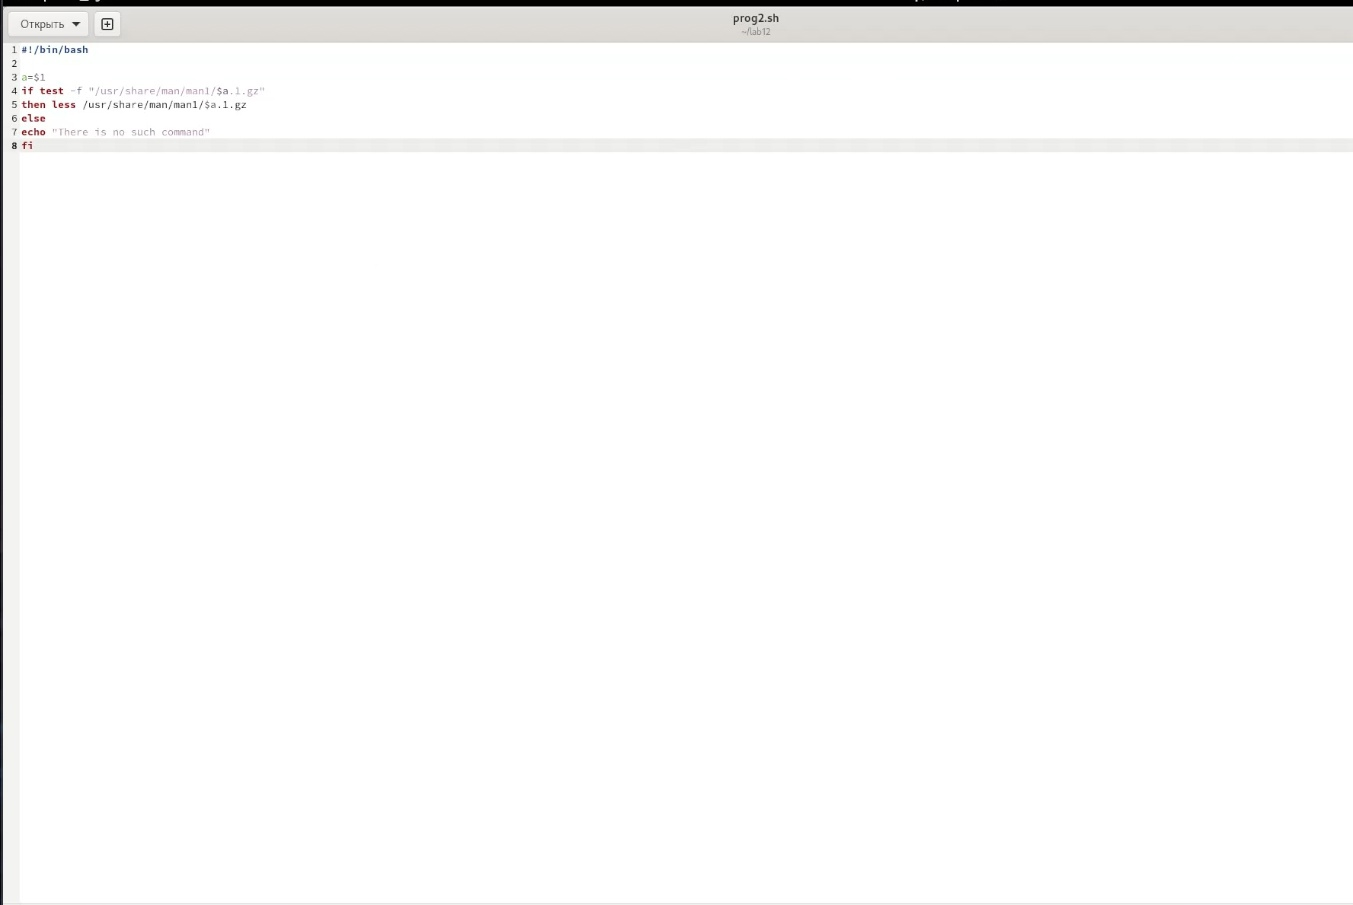 Открыть
prog2.sh
~/lab12
1 #!/bin/bash
2
3 a=$1
4 if test -f "/usr/share/man/man1/$a.1.gz"
5 then less /usr/share/man/man1/$a.1.gz
6 else
7 echo "There is no such command"
8 fi